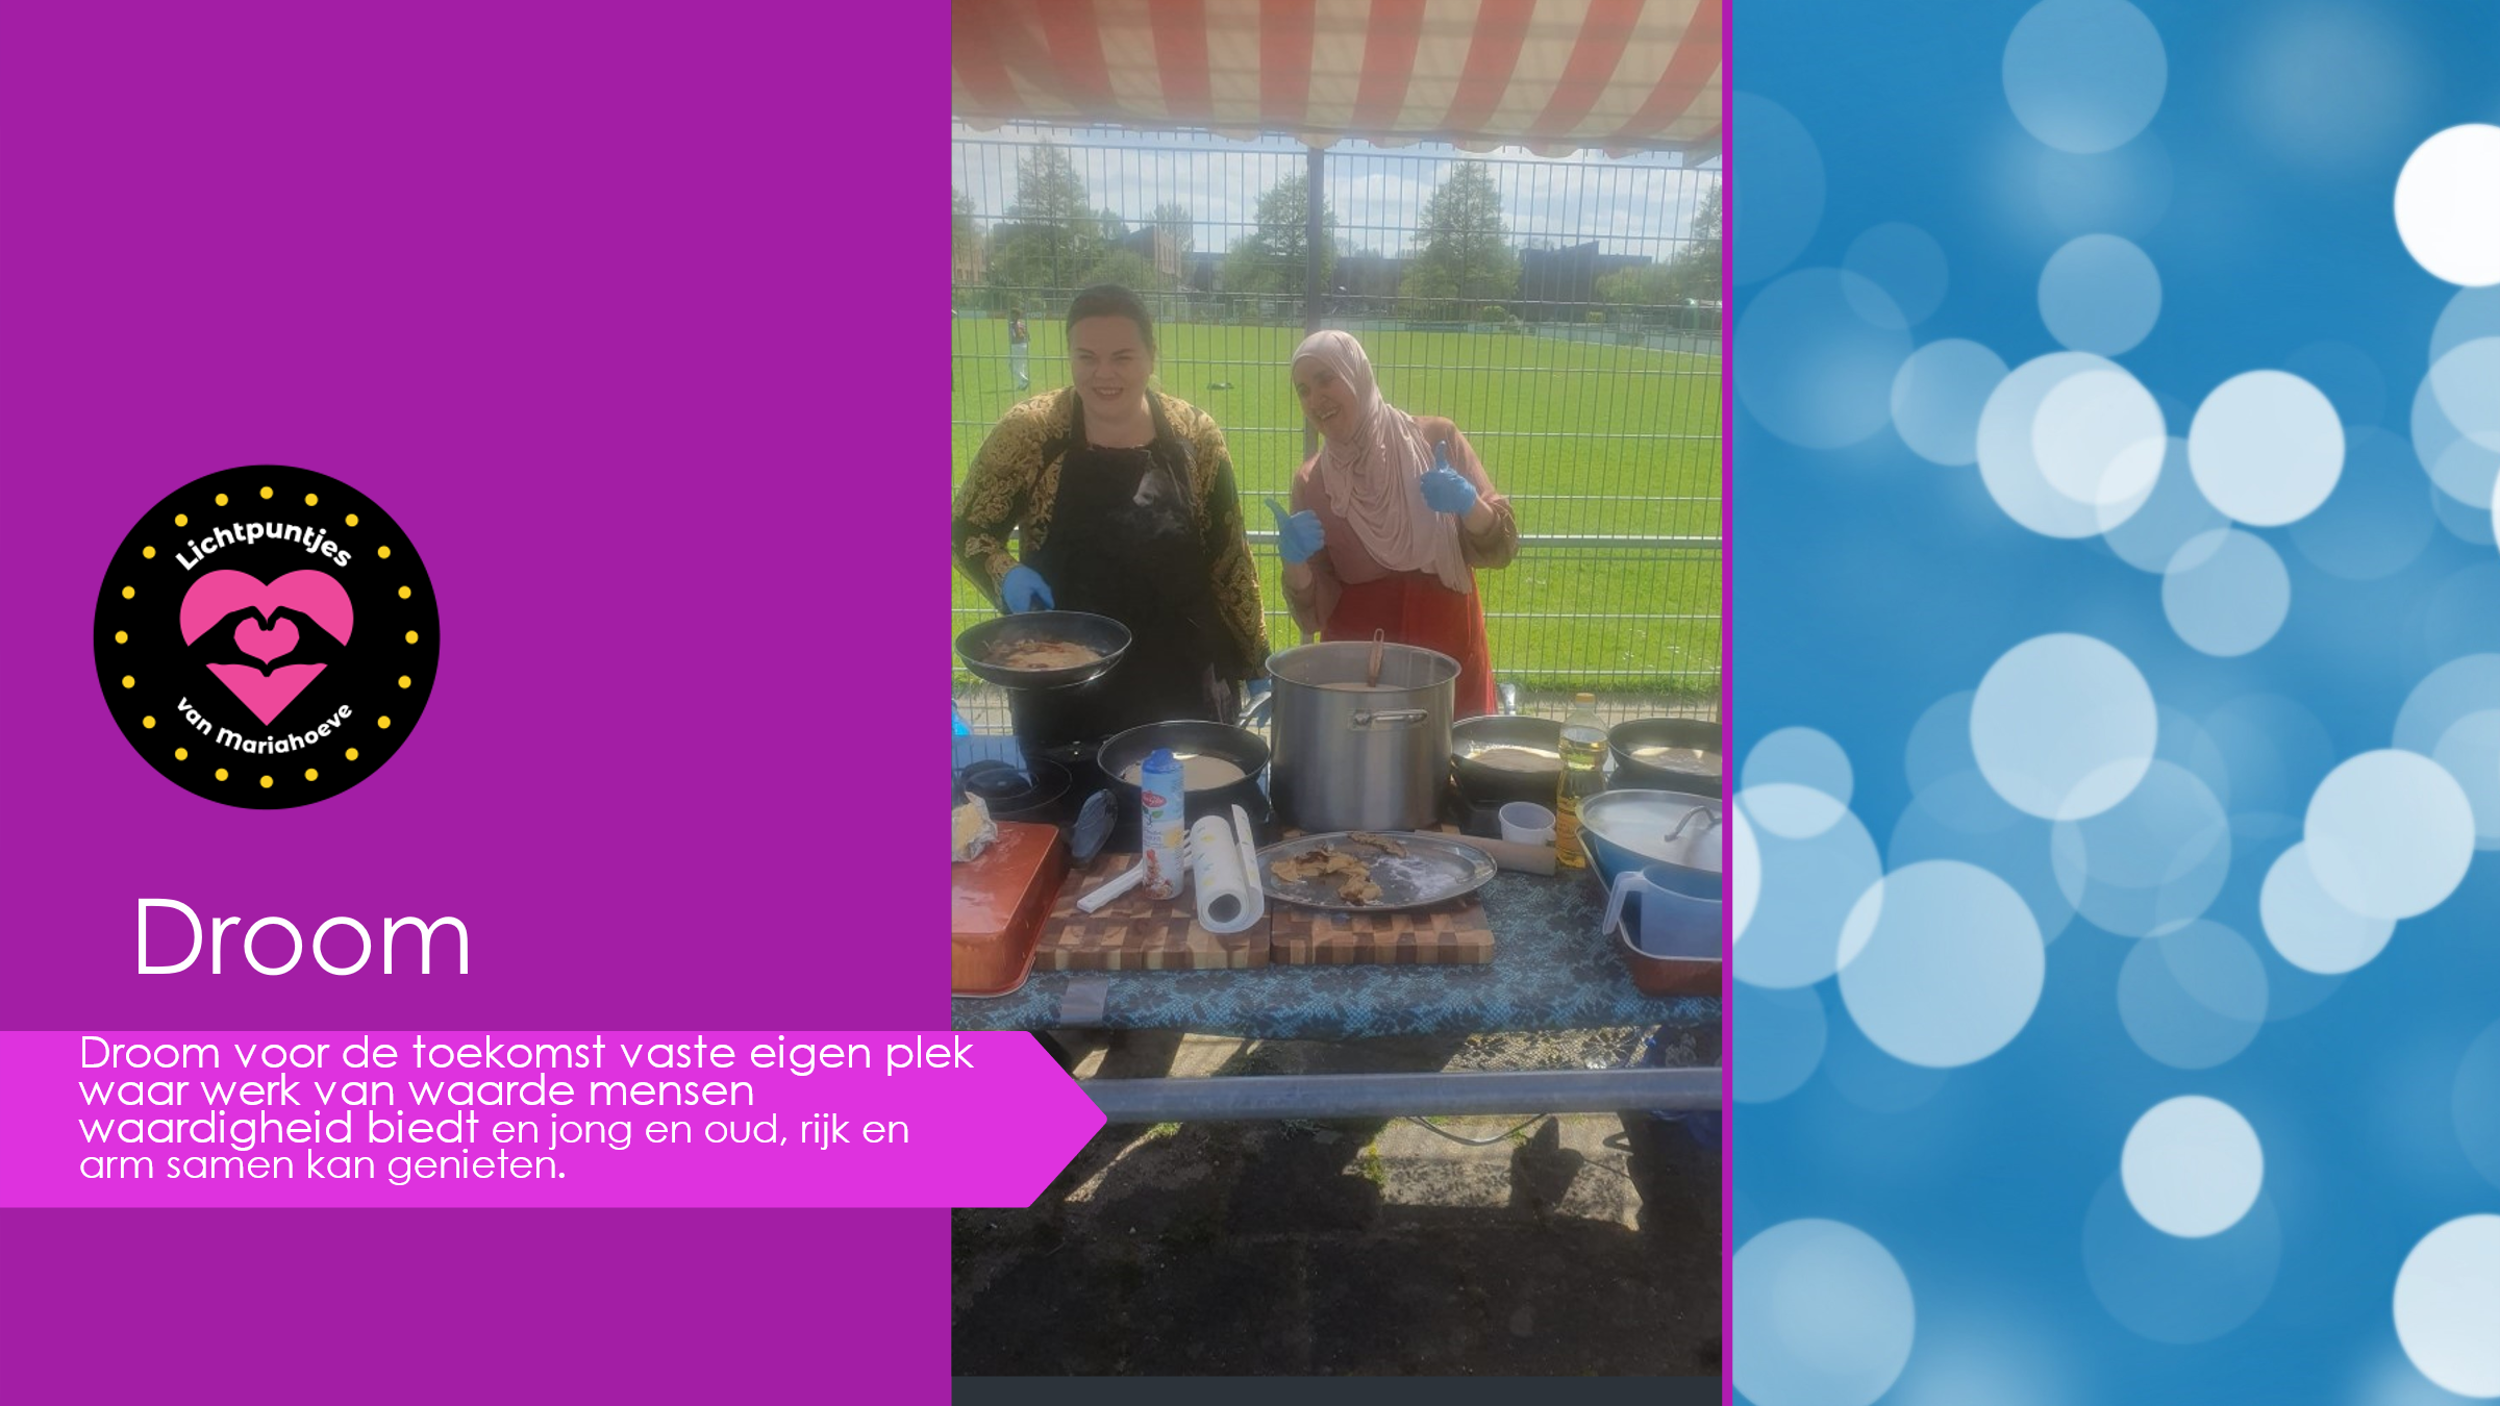 Lichtpuntjes
van Mariahoeve
Droom
Droom voor de toekomst vaste eigen plek
waar werk van waarde mensen
waardigheid biedt en jong en oud, rijk en
arm samen kan genieten.